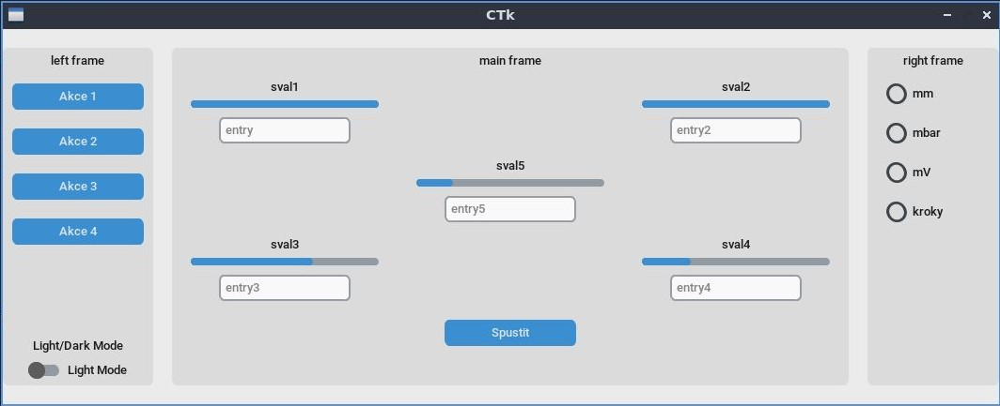 CTk
left frame
Akce 1
Akce 2
Akce 3
Akce 4
Light/Dark Mode
Light Mode
main frame
sval1
entry
sval2
entry2
sval5
entry5
sval3
entry3
sval4
entry4
Spustit
right frame
mm
mbar
mV
kroky